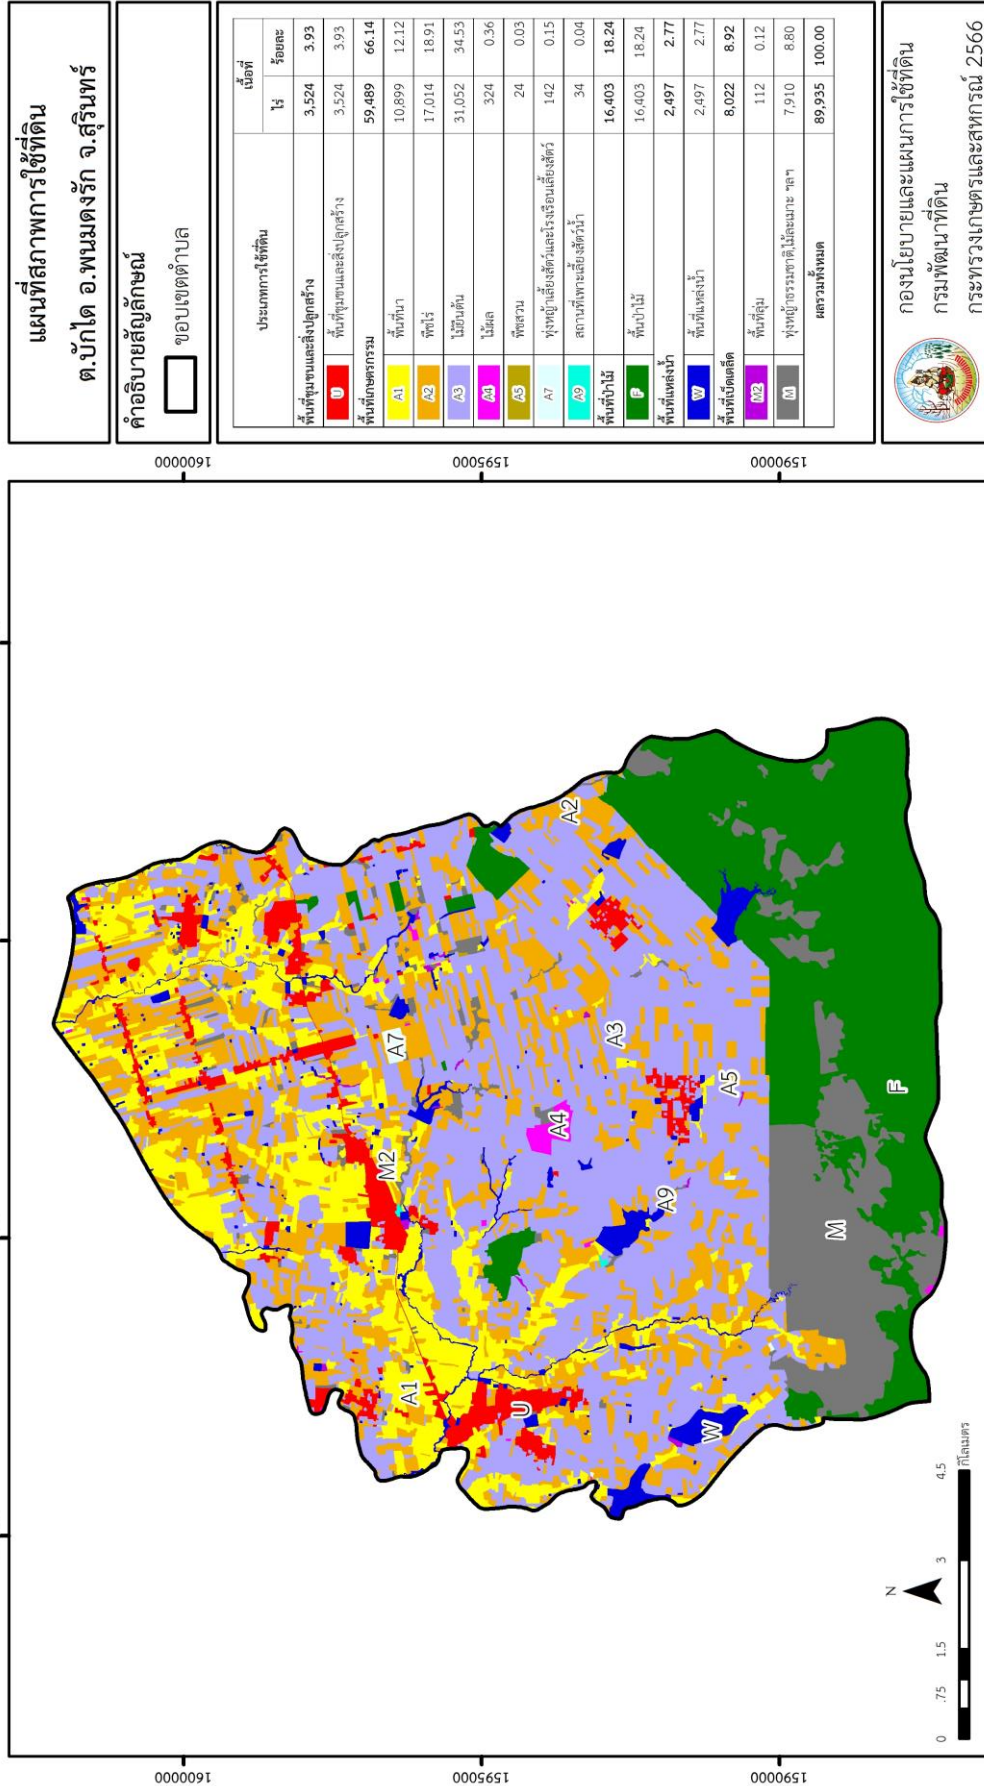 แผนที่สภาพการใช้ที่ดิน
ต.บักได อ.พนมดงรัก จ.สุรินทร์
คำอธิบายสัญลักษณ์
ขอบเขตตำบล
ประเภทการใช้ที่ดิน เนื้อที่
ไร่ ร้อยละ
พื้นที่ชุมชนและสิ่งปลูกสร้าง 3,524 3.93
U พื้นที่ชุมชนและสิ่งปลูกสร้าง 3,524 3.93
พื้นที่เกษตรกรรม 59,489 66.14
A1 พื้นที่นา 10,899 12.12
A2 พืชไร่ 17,014 18.91
A3 ไม้ยืนต้น 31,052 34.53
A4 ไม้ผล 324 0.36
A5 พืชสวน 24 0.03
A7 ทุ่งหญ้าเลี้ยงสัตว์และโรงเรือนเลี้ยงสัตว์ 142 0.15
A9 สถานที่เพาะเลี้ยงสัตว์น้ำ 34 0.04
พื้นที่ป่าไม้ 16,403 18.24
F พื้นป่าไม้ 16,403 18.24
พื้นที่แหล่งน้ำ 2,497 2.77
W พื้นที่แหล่งน้ำ 2,497 2.77
พื้นที่เบ็ดเตล็ด 8,022 8.92
M2 พื้นที่ลุ่ม 112 0.12
M ทุ่งหญ้าธรรมชาติ,ไม้ละเมาะ ฯลฯ 7,910 8.80
ผลรวมทั้งหมด 89,935 100.00
กองนโยบายและแผนการใช้ที่ดิน
กรมพัฒนาที่ดิน
กระทรวงเกษตรและสหกรณ์ 2566
1600000
1600000
1595000
1595000
1590000
1590000
A1
M2
A7
U
A2
A4
A3
A9
A5
W
M
F
N
0 .75 1.5 3 4.5
กิโลเมตร